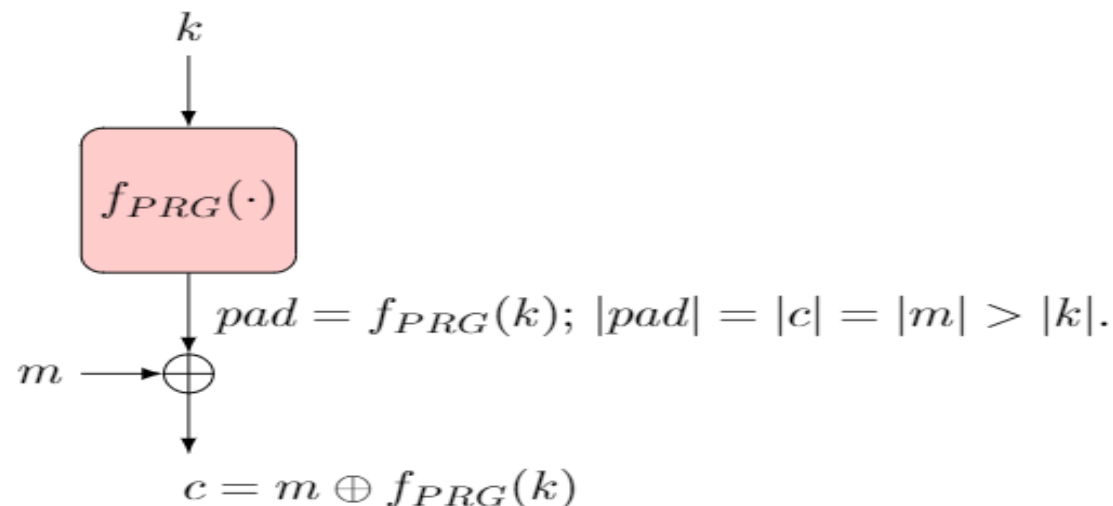 k
f_{PRG}(·)
pad = f_{PRG}(k); |pad| = |c| = |m| > |k|.
m
c = m ⊕ f_{PRG}(k)